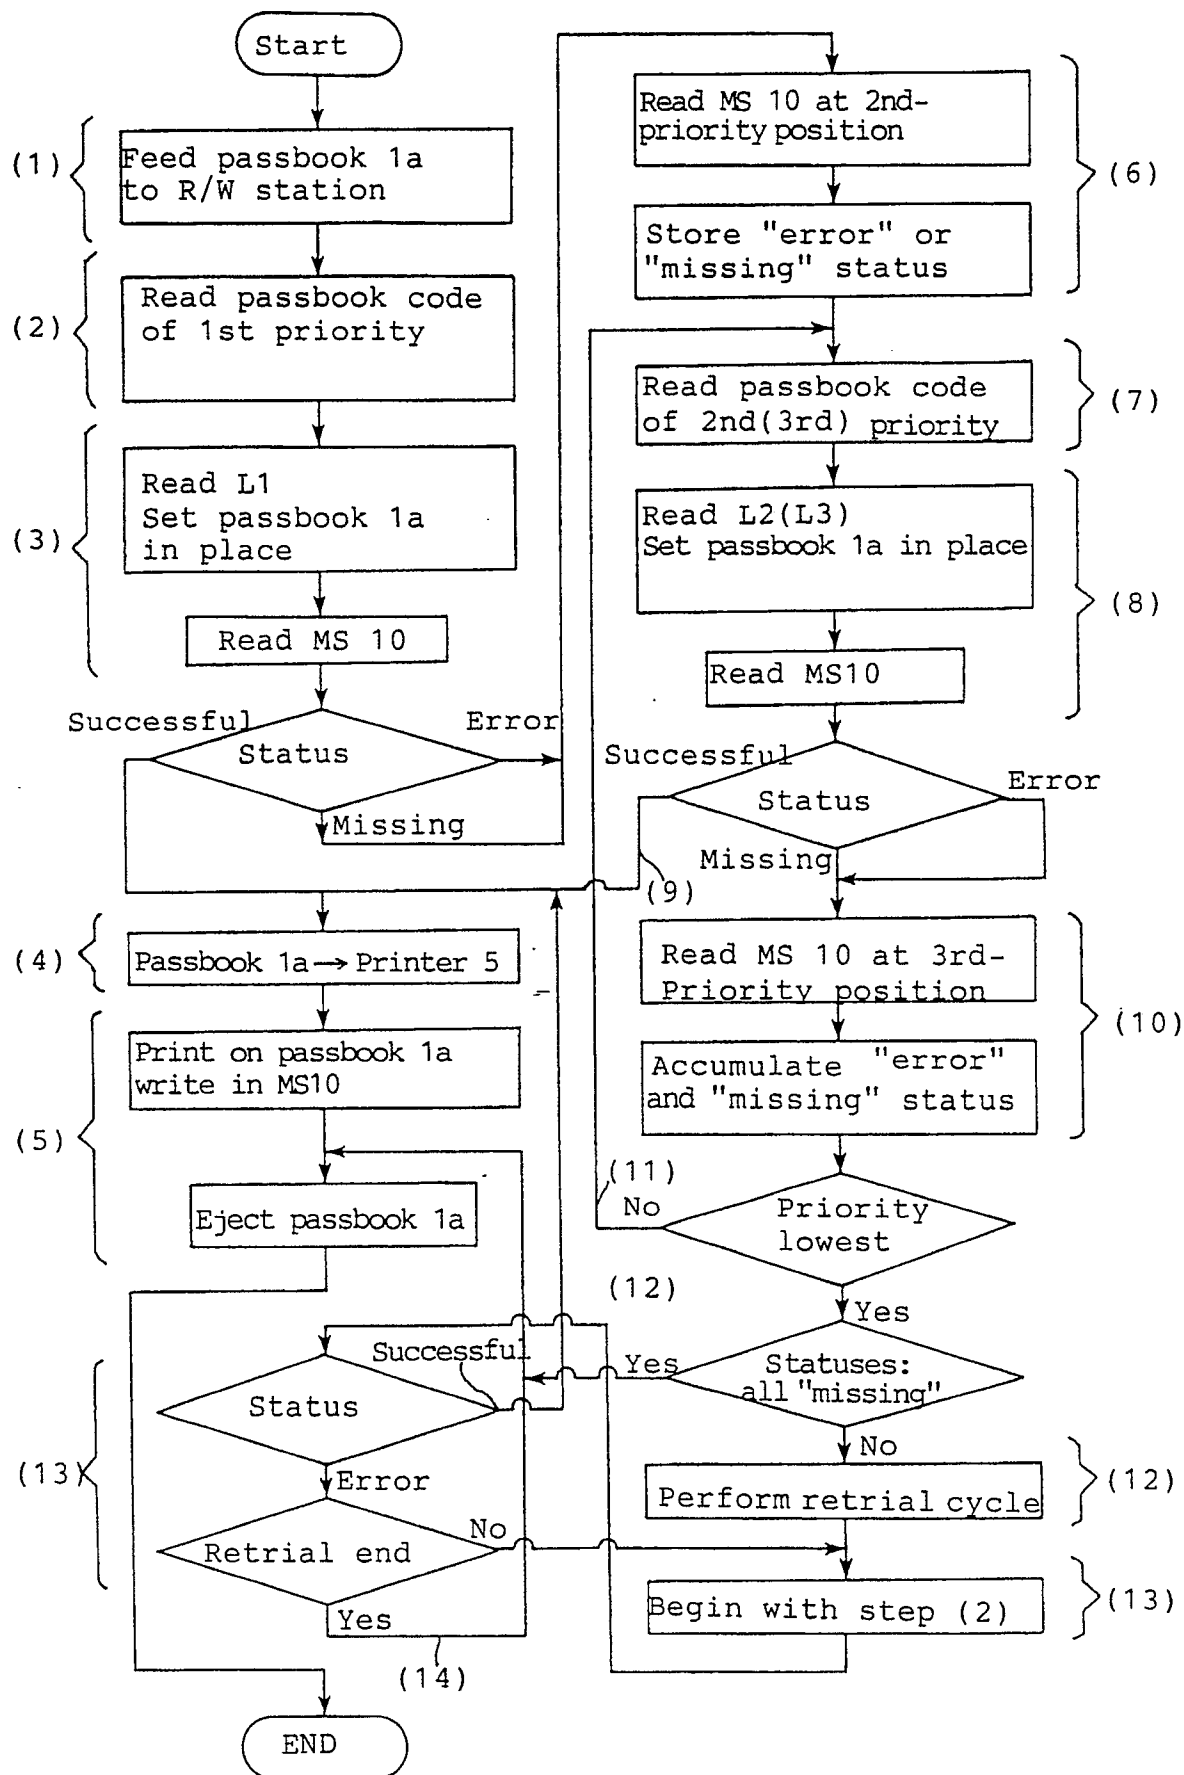 Start
(1)
Feed passbook 1a
to R/W station
(2)
Read passbook code
of 1st priority
(3)
Read L1
Set passbook 1a
in place
Read MS 10
Successful
Error
Status
Missing
(4)
Passbook 1a → Printer 5
(5)
Print on passbook 1a
write in MS10
Eject passbook 1a
(13)
Successful
Status
Error
Retrial end
No
Yes
(14)
END
Read MS 10 at 2nd-
priority position
(6)
Store "error" or
"missing" status
Read passbook code
of 2nd(3rd) priority
(7)
Read L2(L3)
Set passbook 1a in place
(8)
Read MS10
Successful
Error
Status
Missing
(9)
Read MS 10 at 3rd-
Priority position
(10)
Accumulate "error"
and "missing" status
(11)
No
Priority
lowest
(12)
Yes
Yes
Statuses:
all "missing"
No
Perform retrial cycle
(12)
Begin with step (2)
(13)